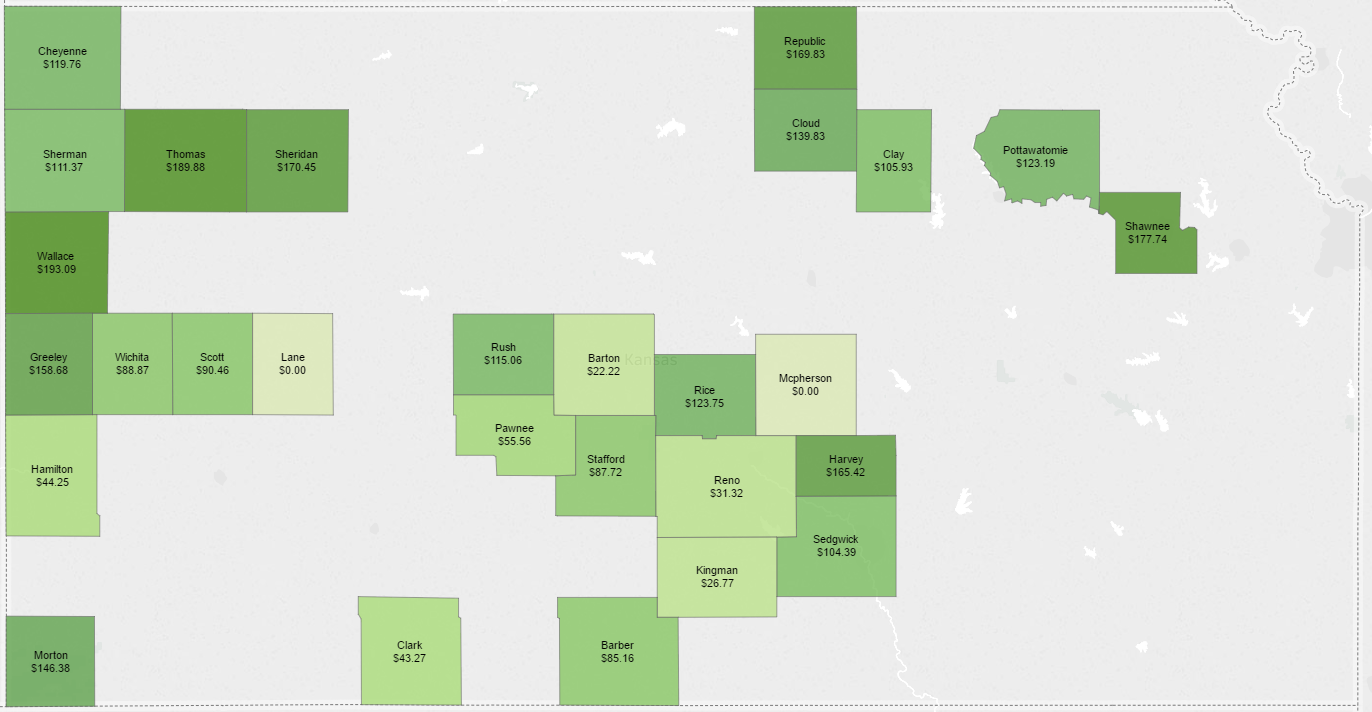 Cheyenne
$119.76
Republic
$169.83
Cloud
$139.83
Sherman
$111.37
Thomas
$189.88
Sheridan
$170.45
Clay
$105.93
Pottawatomie
$123.19
Shawnee
$177.74
Wallace
$193.09
Greeley
$158.68
Wichita
$88.87
Scott
$90.46
Lane
$0.00
Rush
$115.06
Barton
$22.22
Kansas
Rice
$123.75
Mcpherson
$0.00
Pawnee
$55.56
Stafford
$87.72
Hamilton
$44.25
Reno
$31.32
Harvey
$165.42
Sedgwick
$104.39
Kingman
$26.77
Morton
$146.38
Clark
$43.27
Barber
$85.16